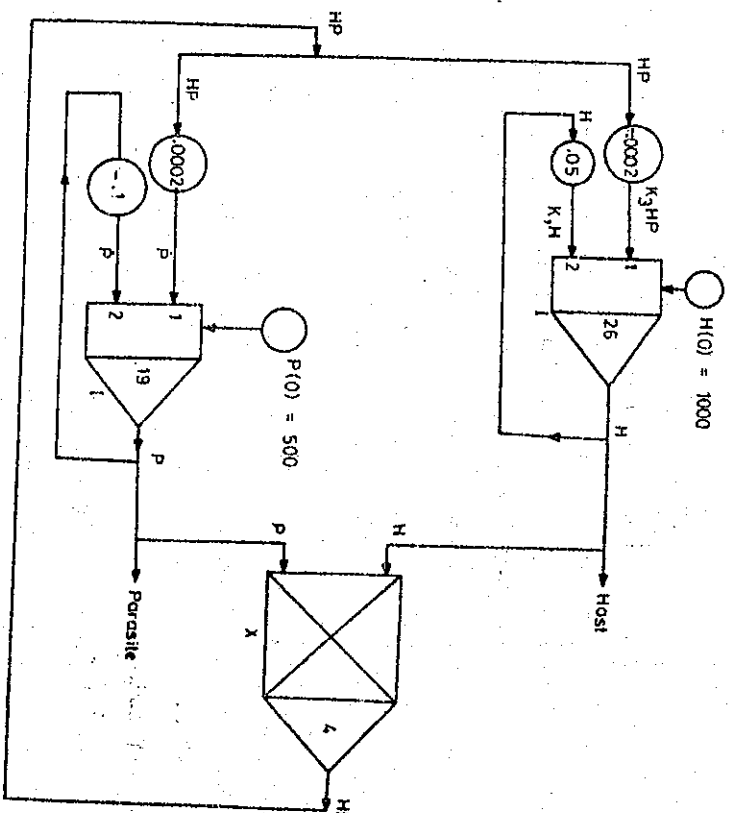 H(0) = 1000
HP
-.0002
K3HP
1
26
H
.05
K,H
2
I
H
Host
H
HP
P(0) = 500
HP
.0002
P
1
19
-.1
P
2
I
P
Parasite
P
X
4
H